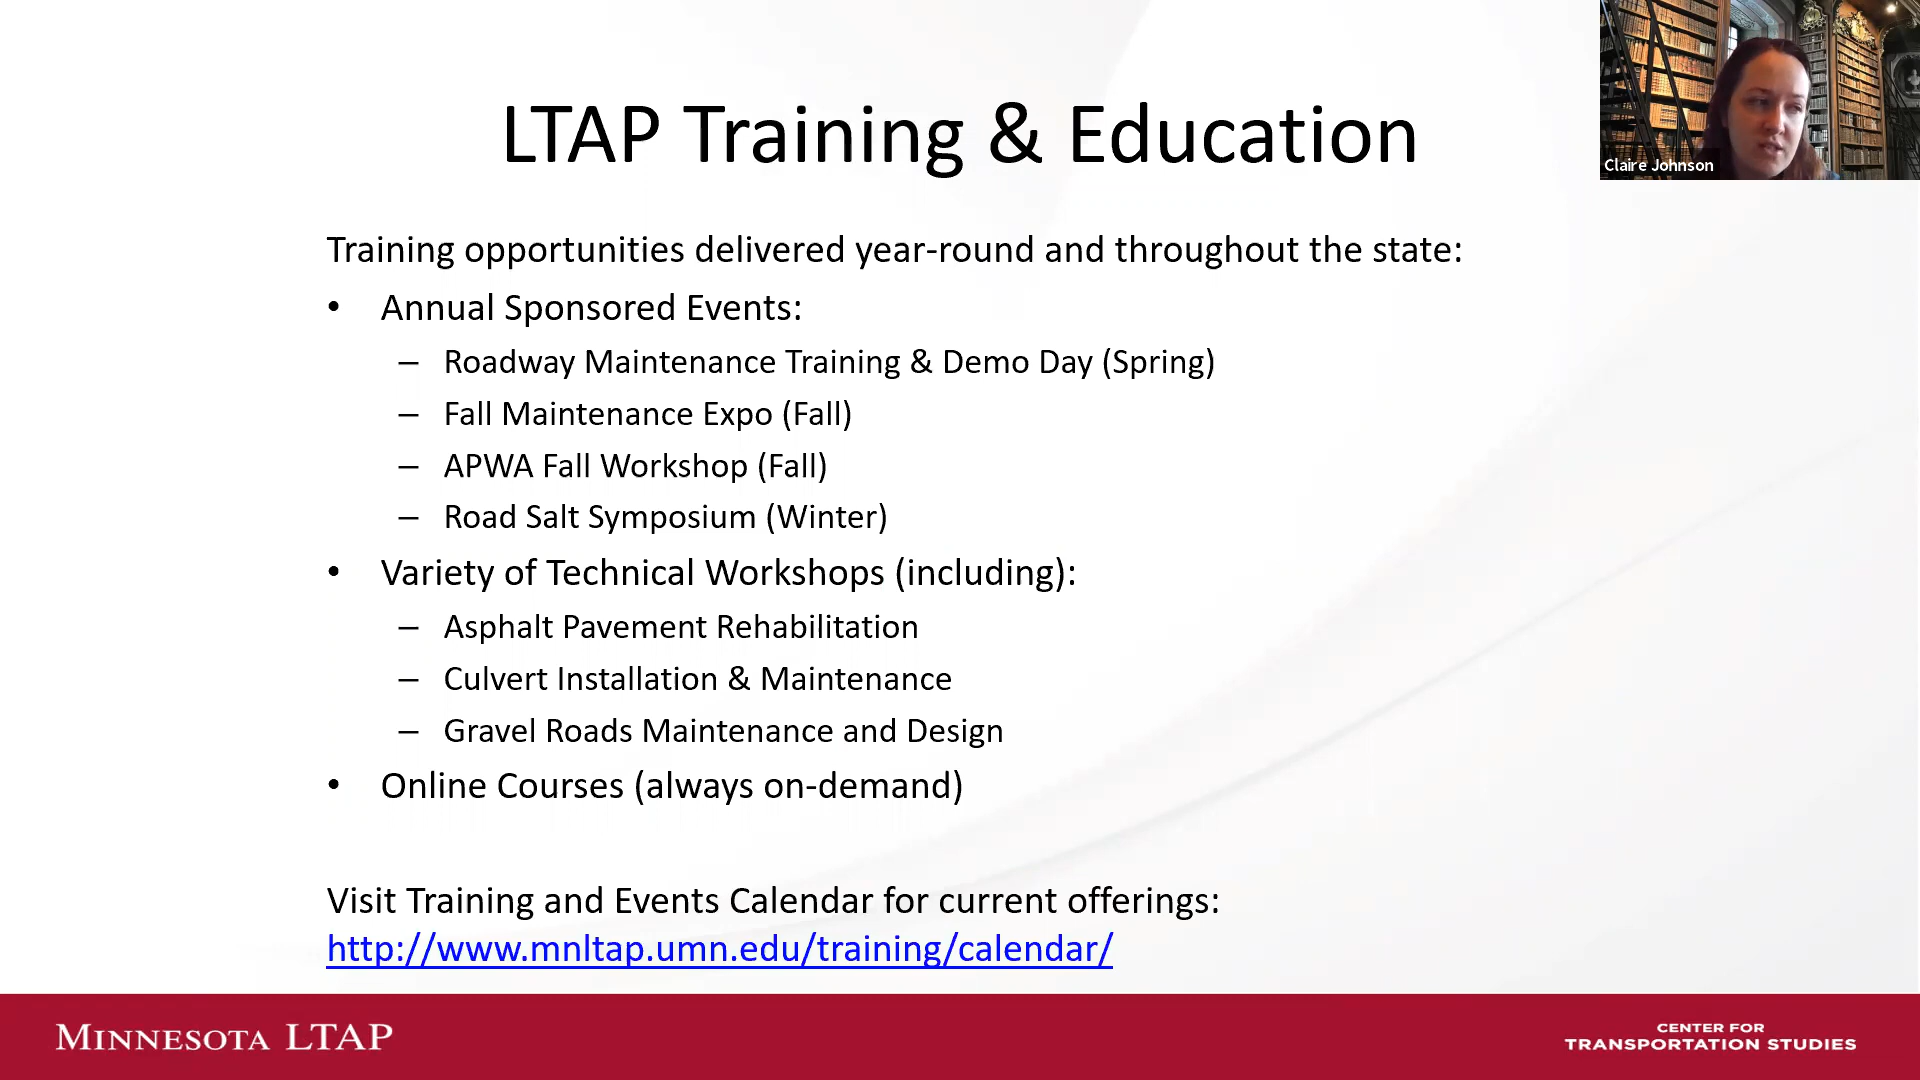 LTAP Training & Education
Claire Johnson
Training opportunities delivered year-round and throughout the state:
• Annual Sponsored Events:
– Roadway Maintenance Training & Demo Day (Spring)
– Fall Maintenance Expo (Fall)
– APWA Fall Workshop (Fall)
– Road Salt Symposium (Winter)
• Variety of Technical Workshops (including):
– Asphalt Pavement Rehabilitation
– Culvert Installation & Maintenance
– Gravel Roads Maintenance and Design
• Online Courses (always on-demand)
Visit Training and Events Calendar for current offerings:
http://www.mnltap.umn.edu/training/calendar/
MINNESOTA LTAP
CENTER FOR
TRANSPORTATION STUDIES